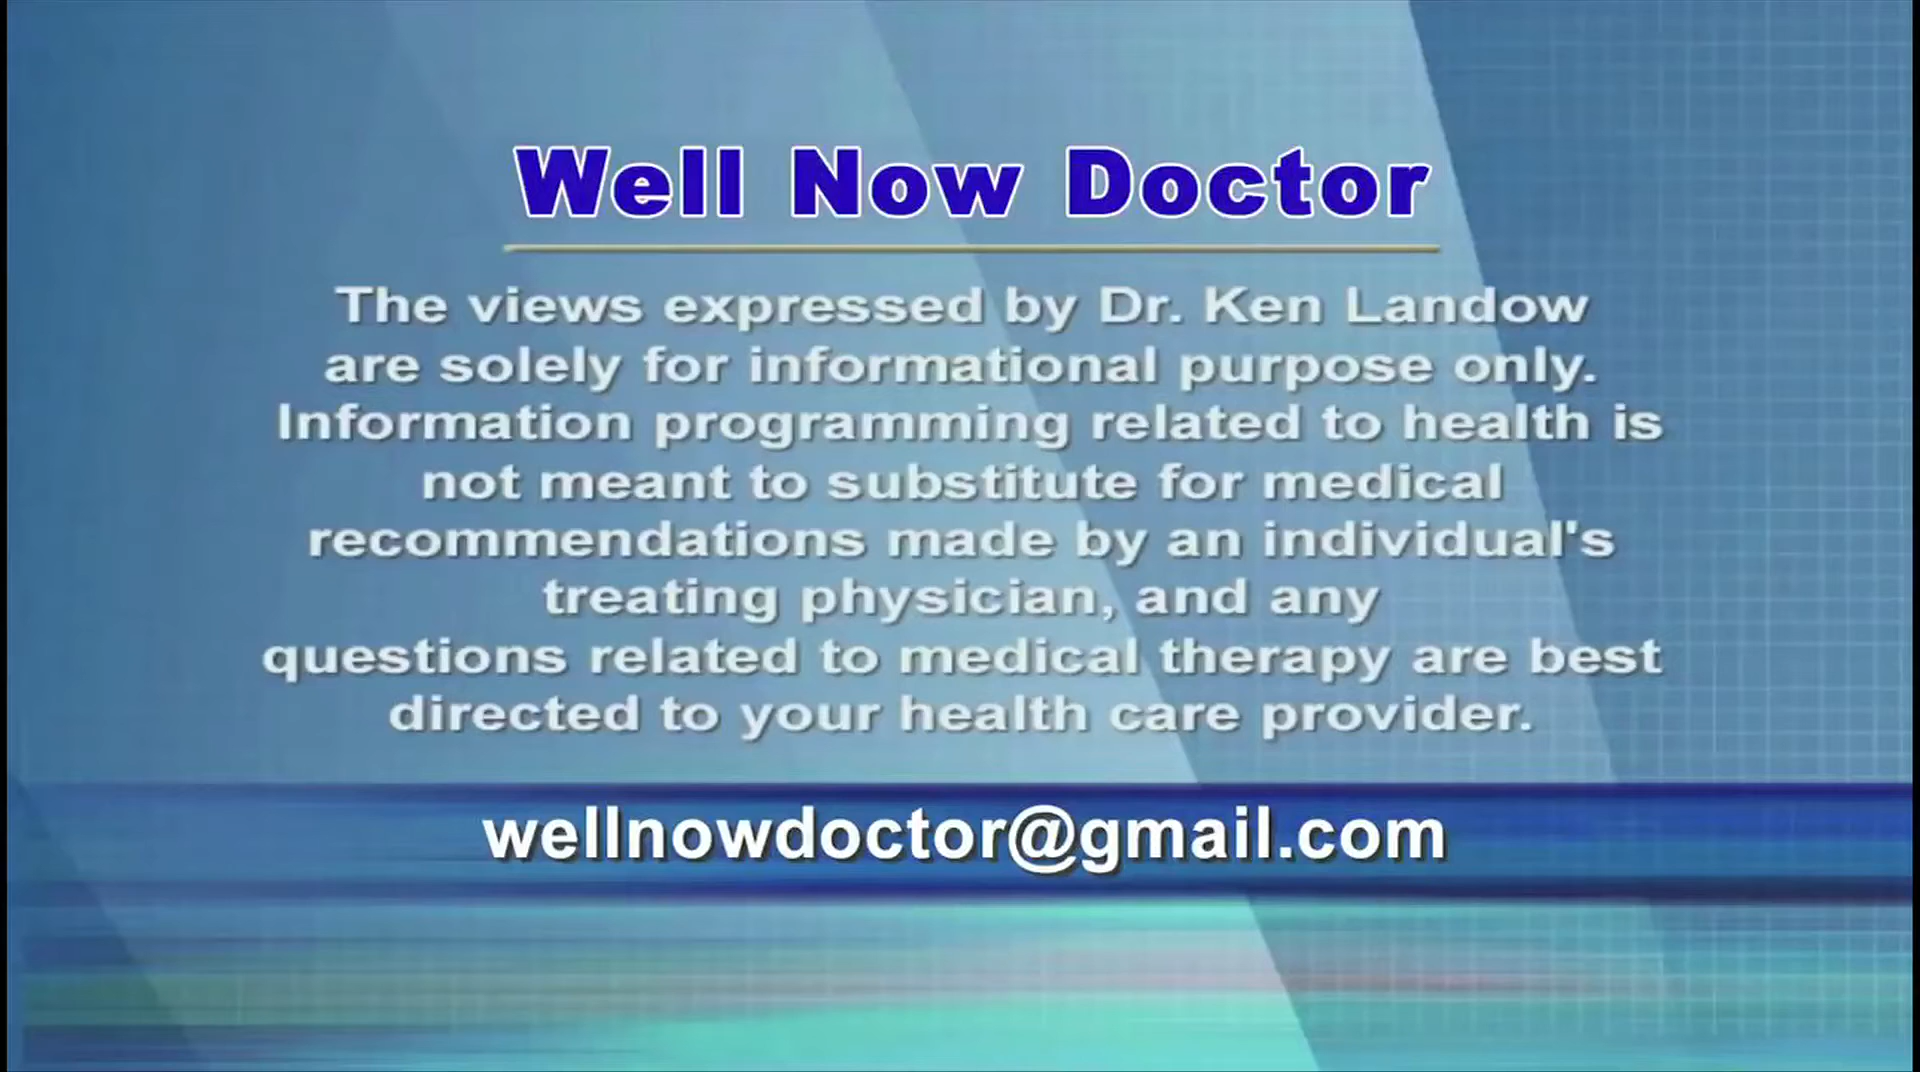 Well Now Doctor
The views expressed by Dr. Ken Landow
are solely for informational purpose only.
Information programming related to health is
not meant to substitute for medical
recommendations made by an individual's
treating physician, and any
questions related to medical therapy are best
directed to your health care provider.
wellnowdoctor@gmail.com